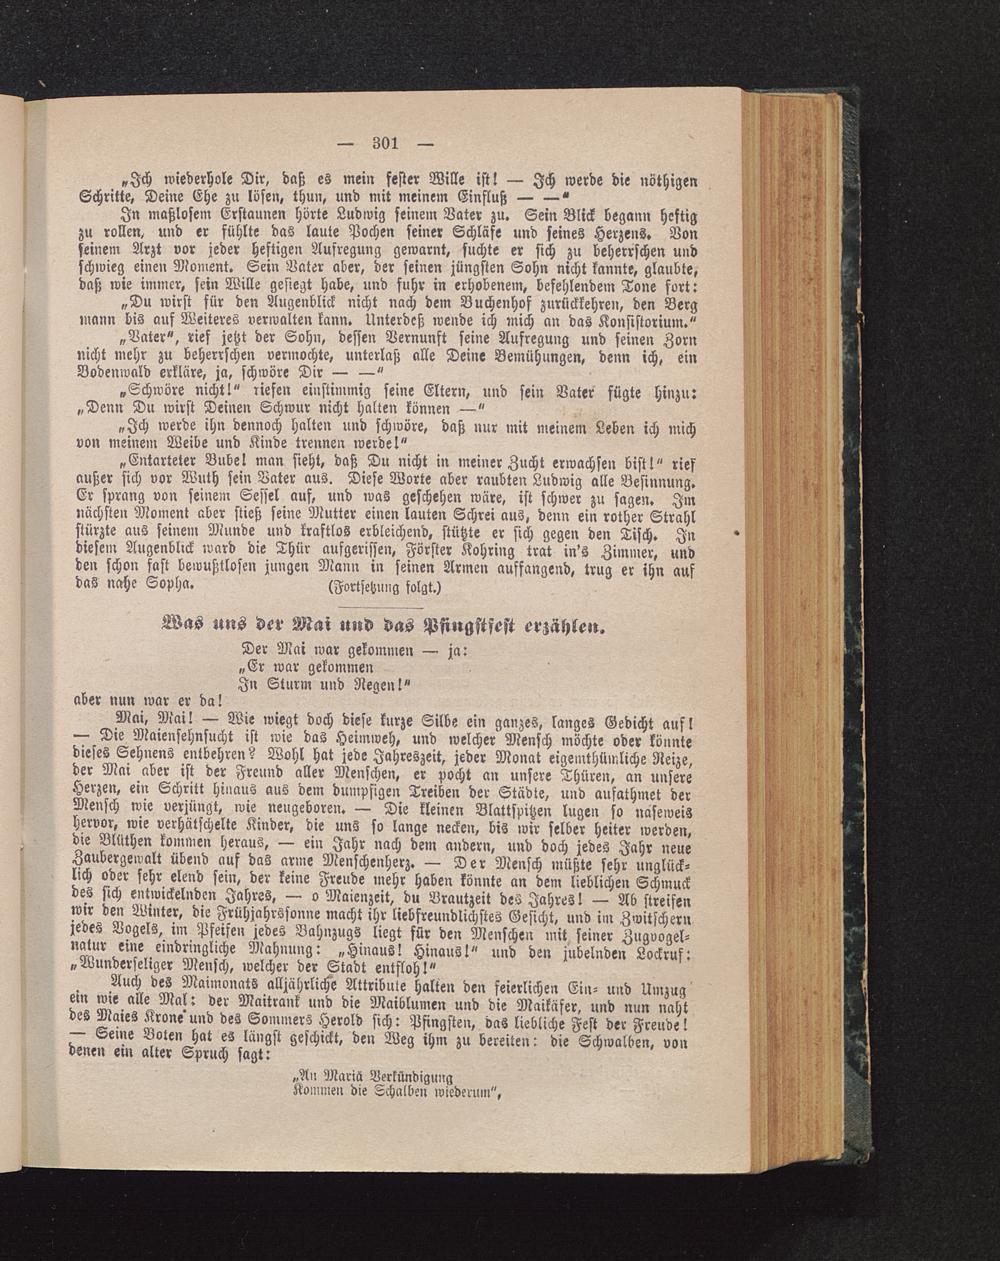 — 301 —
„Ich wiederhole Dir, daß es mein fester Wille ist! — Ich werde die nöthigen
Schritte, Deine Ehe zu lösen, thun, und mit meinem Einfluß — —"
In maßlosem Erstaunen hörte Ludwig seinem Vater zu. Sein Blick begann heftig
zu rollen, und er fühlte das laute Pochen seiner Schläfe und seines Herzens. Von
seinem Arzt vor jeder heftigen Aufregung gewarnt, suchte er sich zu beherrschen und
schwieg einen Moment. Sein Vater aber, der seinen jüngsten Sohn nicht kannte, glaubte,
daß wie immer, sein Wille gesiegt habe, und fuhr in erhobenem, befehlendem Tone fort:
„Du wirst für den Augenblick nicht nach dem Buchenhof zurückkehren, den Berg
mann bis auf Weiteres verwalten kann. Unterdeß wende ich mich an das Konsistorium."
„Vater", rief jetzt der Sohn, dessen Vernunft seine Aufregung und seinen Zorn
nicht mehr zu beherrschen vermochte, unterlaß alle Deine Bemühungen, denn ich, ein
Bodenwald erkläre, ja, schwöre Dir — —"
„Schwöre nicht!" riefen einstimmig seine Eltern, und sein Vater fügte hinzu:
„Denn Du wirst Deinen Schwur nicht halten können —"
„Ich werde ihn dennoch halten und schwöre, daß nur mit meinem Leben ich mich
von meinem Weibe und Kinde trennen werde!"
„Entarteter Bube! man sieht, daß Du nicht in meiner Zucht erwachsen bist!" rief
außer sich vor Wuth sein Vater aus. Diese Worte aber raubten Ludwig alle Besinnung.
Er sprang von seinem Sessel auf, und was geschehen wäre, ist schwer zu sagen. Im
nächsten Moment aber stieß seine Mutter einen lauten Schrei aus, denn ein rother Strahl
stürzte aus seinem Munde und kraftlos erbleichend, stützte er sich gegen den Tisch. In
diesem Augenblick ward die Thür aufgerissen, Förster Kohring trat in's Zimmer, und
den schon fast bewußtlosen jungen Mann in seinen Armen auffangend, trug er ihn auf
das nahe Sopha. (Fortsetzung folgt.)
Was uns der Mai und das Pfingstfest erzählen.
Der Mai war gekommen — ja:
„Er war gekommen
In Sturm und Regen!"
aber nun war er da!
Mai, Mai! — Wie wiegt doch diese kurze Silbe ein ganzes, langes Gedicht auf!
— Die Maiensehnsucht ist wie das Heimweh, und welcher Mensch möchte oder könnte
dieses Sehnens entbehren? Wohl hat jede Jahreszeit, jeder Monat eigemthümliche Reize,
der Mai aber ist der Freund aller Menschen, er pocht an unsere Thüren, an unsere
Herzen, ein Schritt hinaus aus dem dumpfigen Treiben der Städte, und aufathmet der
Mensch wie verjüngt, wie neugeboren. — Die kleinen Blattspitzen lugen so naseweis
hervor, wie verhätschelte Kinder, die uns so lange necken, bis wir selber heiter werden,
die Blüthen kommen heraus, — ein Jahr nach dem andern, und doch jedes Jahr neue
Zaubergewalt übend auf das arme Menschenherz. — Der Mensch müßte sehr unglück-
lich oder sehr elend sein, der keine Freude mehr haben könnte an dem lieblichen Schmuck
des sich entwickelnden Jahres, — o Maienzeit, du Brautzeit des Jahres! — Ab streifen
wir den Winter, die Frühjahrssonne macht ihr liebfreundlichstes Gesicht, und im Zwitschern
jedes Vogels, im Pfeifen jedes Bahnzugs liegt für den Menschen mit seiner Zugvogel-
natur eine eindringliche Mahnung: „Hinaus! Hinaus!" und den jubelnden Lockruf:
„Wunderseliger Mensch, welcher der Stadt entfloh!"
Auch des Maimonats alljährliche Attribute halten den feierlichen Ein- und Umzug
ein wie alle Mal: der Maitrank und die Maiblumen und die Maikäfer, und nun naht
des Maies Krone und des Sommers Herold sich: Pfingsten, das liebliche Fest der Freude!
— Seine Boten hat es längst geschickt, den Weg ihm zu bereiten: die Schwalben, von
denen ein alter Spruch sagt:
„An Mariä Verkündigung
Kommen die Schalben wiederum",